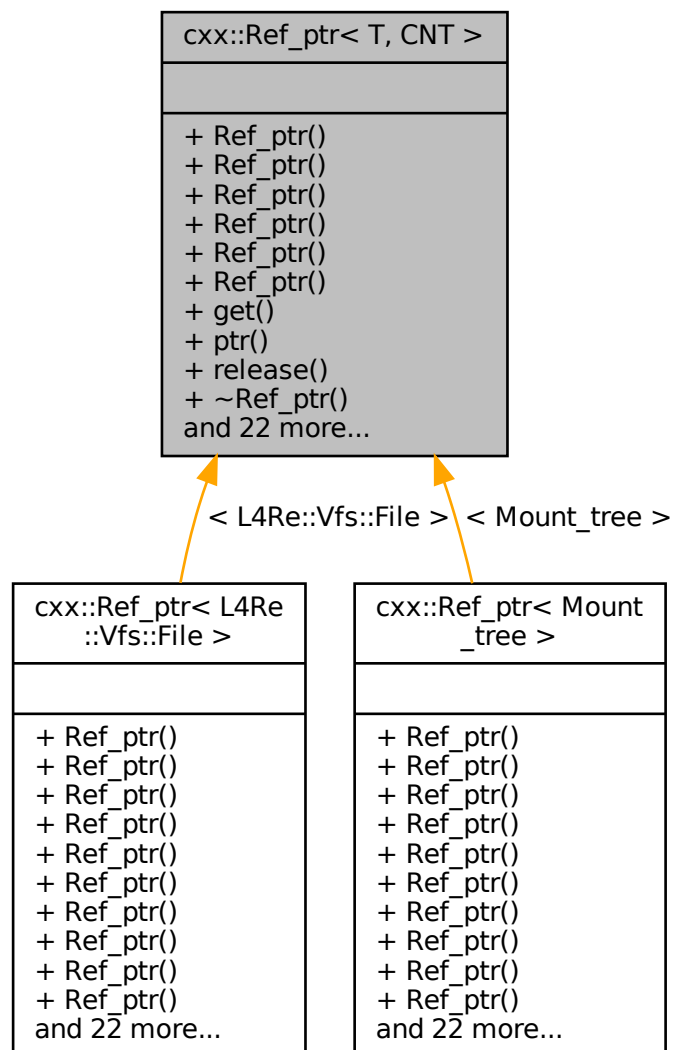 cxx::Ref_ptr< T, CNT >
+ Ref_ptr()
+ Ref_ptr()
+ Ref_ptr()
+ Ref_ptr()
+ Ref_ptr()
+ Ref_ptr()
+ get()
+ ptr()
+ release()
+ ~Ref_ptr()
and 22 more...
< L4Re::Vfs::File >
< Mount_tree >
cxx::Ref_ptr< L4Re
::Vfs::File >
+ Ref_ptr()
+ Ref_ptr()
+ Ref_ptr()
+ Ref_ptr()
+ Ref_ptr()
+ Ref_ptr()
+ Ref_ptr()
+ Ref_ptr()
+ Ref_ptr()
+ Ref_ptr()
and 22 more...
cxx::Ref_ptr< Mount
_tree >
+ Ref_ptr()
+ Ref_ptr()
+ Ref_ptr()
+ Ref_ptr()
+ Ref_ptr()
+ Ref_ptr()
+ Ref_ptr()
+ Ref_ptr()
+ Ref_ptr()
+ Ref_ptr()
and 22 more...